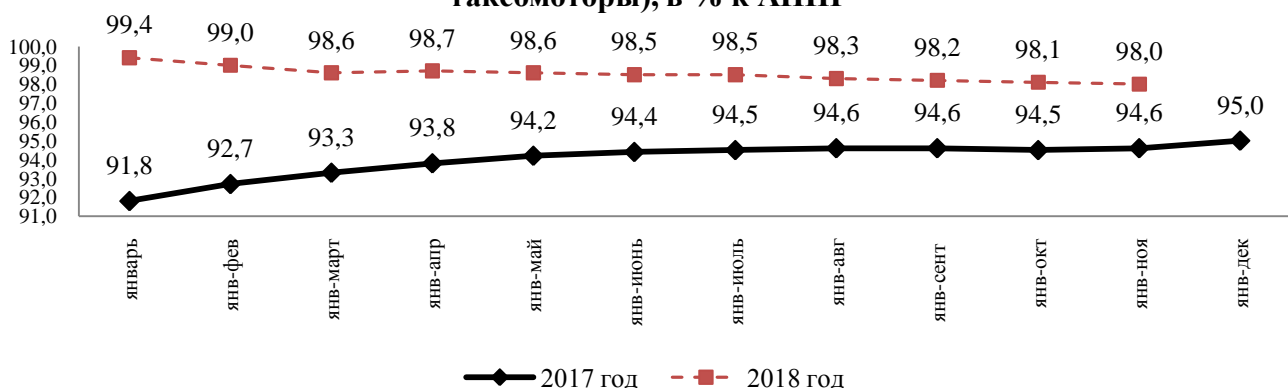 таксомоторы), в % к АППГ
99,4 99,0 98,6 98,7 98,6 98,5 98,5 98,3 98,2 98,1 98,0
100,0
99,0
98,0
97,0
96,0
95,0
94,0
93,0
92,0
91,0
91,8 92,7 93,3 93,8 94,2 94,4 94,5 94,6 94,6 94,5 94,6 95,0
январь
янв-фев
янв-март
янв-апр
янв-май
янв-июнь
янв-июль
янв-авг
янв-сент
янв-окт
янв-ноя
янв-дек
2017 год 2018 год